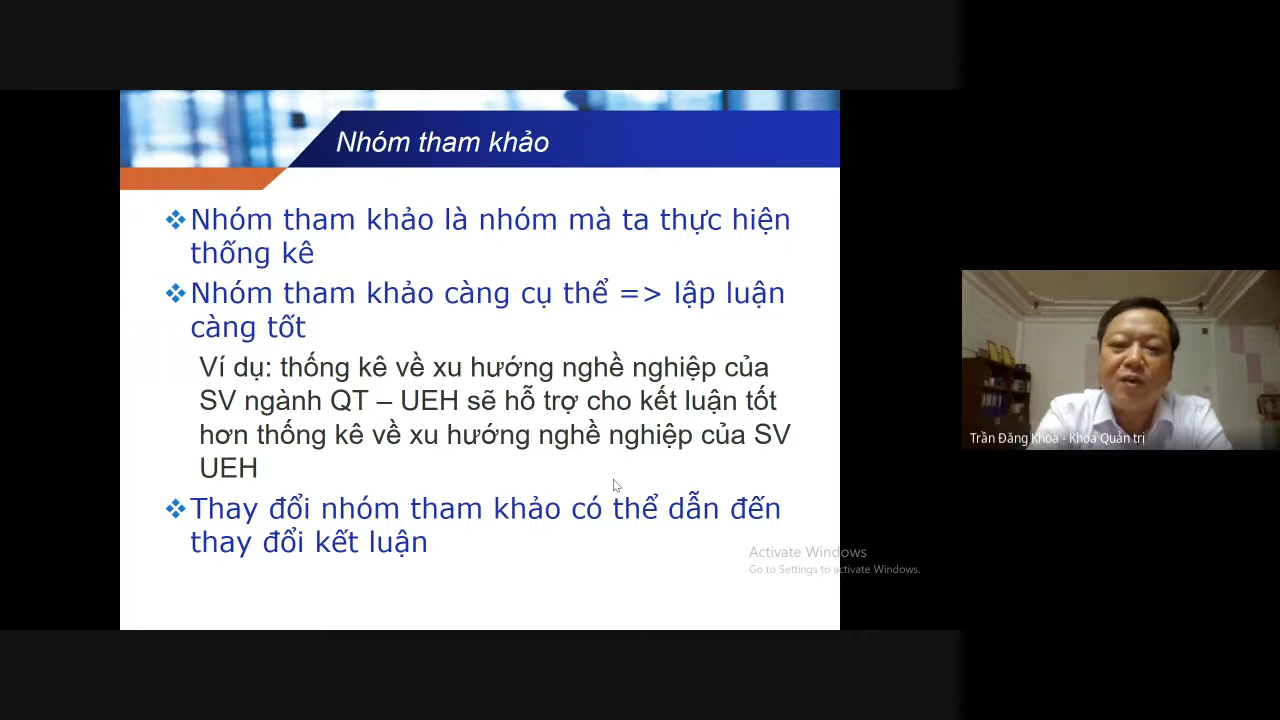 Nhóm tham khảo
Nhóm tham khảo là nhóm mà ta thực hiện
thống kê
Nhóm tham khảo càng cụ thể => lập luận
càng tốt
Ví dụ: thống kê về xu hướng nghề nghiệp của
SV ngành QT – UEH sẽ hỗ trợ cho kết luận tốt
hơn thống kê về xu hướng nghề nghiệp của SV
UEH
Thay đổi nhóm tham khảo có thể dẫn đến
thay đổi kết luận
Activate Windows
Go to Settings to activate Windows.
Trần Đăng Khoa - Khoa Quản trị